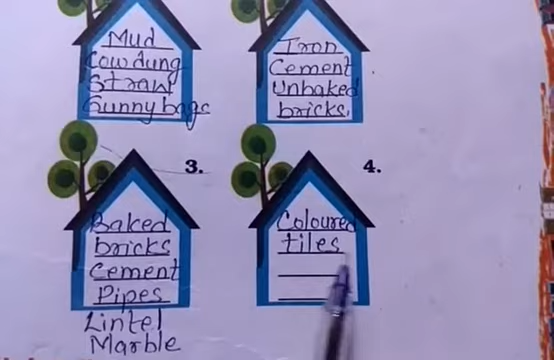 Mud
Cowdung
Straw
Gunny bags
Iron
Cement
Unbaked
bricks.
3.
Baked
bricks
Cement
Pipes
Lintel
Marble
4.
Coloured
tiles